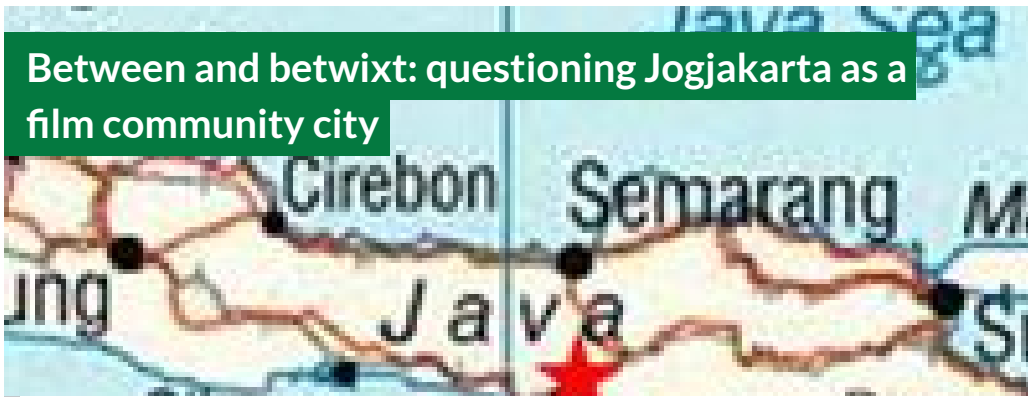 Java Sea
Between and betwixt: questioning Jogjakarta as a
film community city
Cirebon
Semarang
ung
Java